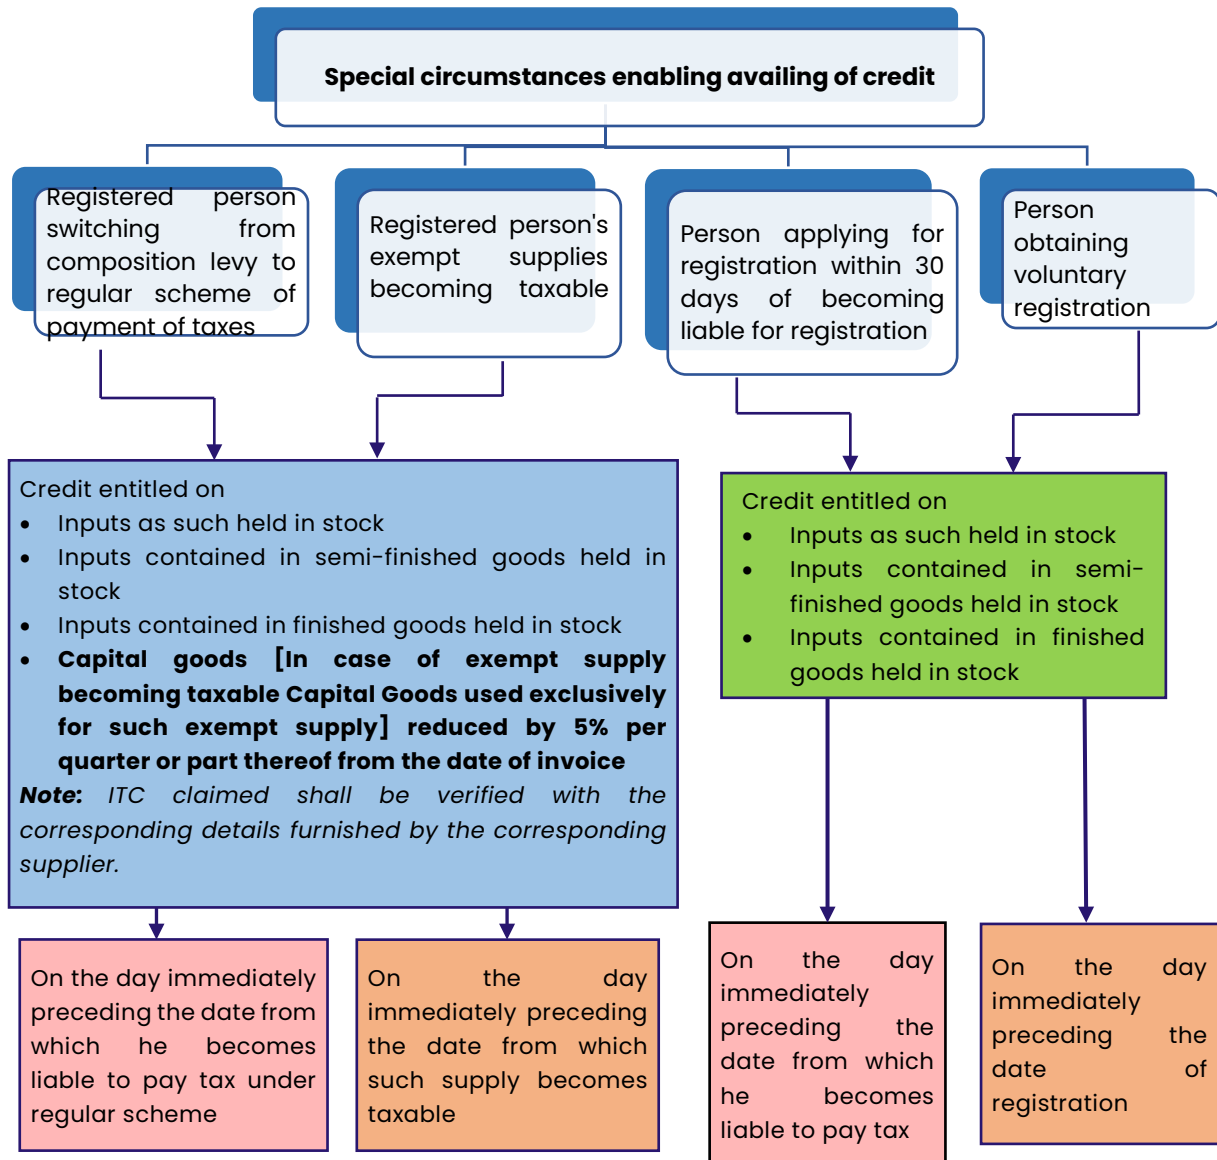 Special circumstances enabling availing of credit
Registered person
switching from
composition levy to
regular scheme of
payment of taxes
Registered person's
exempt supplies
becoming taxable
Person applying for
registration within 30
days of becoming
liable for registration
Person
obtaining
voluntary
registration
Credit entitled on
• Inputs as such held in stock
• Inputs contained in semi-finished goods held in
stock
• Inputs contained in finished goods held in stock
• Capital goods [In case of exempt supply
becoming taxable Capital Goods used exclusively
for such exempt supply] reduced by 5% per
quarter or part thereof from the date of invoice
Note: ITC claimed shall be verified with the
corresponding details furnished by the corresponding
supplier.
Credit entitled on
• Inputs as such held in stock
• Inputs contained in semi-
finished goods held in stock
• Inputs contained in finished
goods held in stock
On the day immediately
preceding the date from
which he becomes
liable to pay tax under
regular scheme
On the day
immediately preceding
the date from which
such supply becomes
taxable
On the day
immediately
preceding the
date from which
he becomes
liable to pay tax
On the day
immediately
preceding the
date of
registration